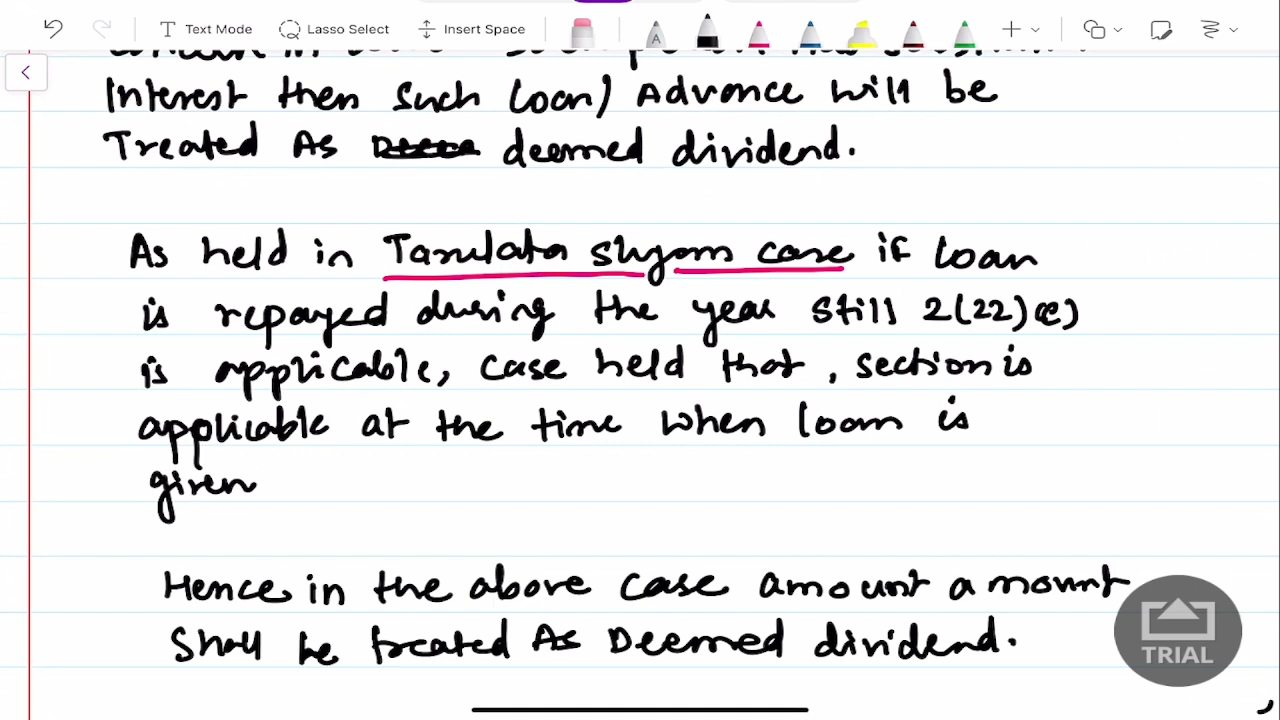 Text Mode Lasso Select Insert Space
Interest then such loan) Advance will be
Treated As deemed dividend.
As held in Tarulata shyam case if loan
is repayed during the year still 2(22)(e)
is applicable, case held that, section is
applicable at the time when loan is
given
Hence in the above case amount amount
Shall be treated As Deemed dividend.
TRIAL